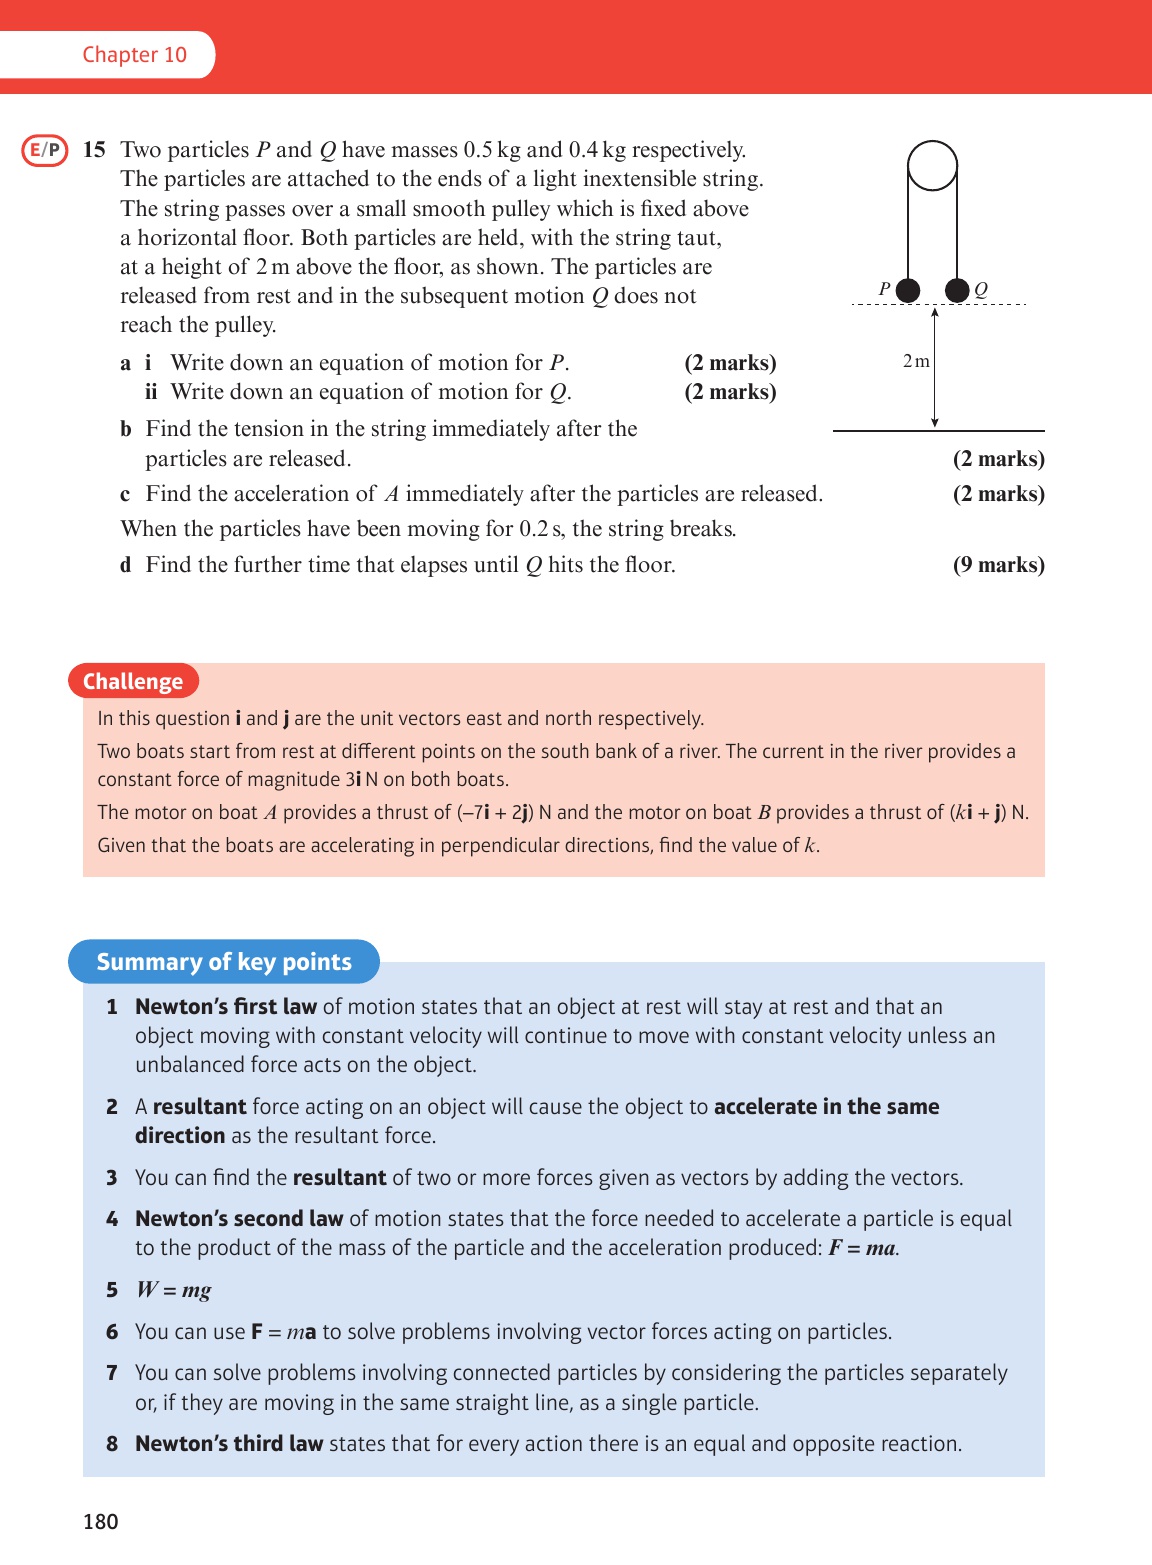 Chapter 10
E/P 15 Two particles P and Q have masses 0.5 kg and 0.4 kg respectively.
The particles are attached to the ends of a light inextensible string.
The string passes over a small smooth pulley which is fixed above
a horizontal floor. Both particles are held, with the string taut,
at a height of 2 m above the floor, as shown. The particles are
released from rest and in the subsequent motion Q does not
reach the pulley.
P Q
2 m
a i Write down an equation of motion for P. (2 marks)
ii Write down an equation of motion for Q. (2 marks)
b Find the tension in the string immediately after the
particles are released. (2 marks)
c Find the acceleration of A immediately after the particles are released. (2 marks)
When the particles have been moving for 0.2 s, the string breaks.
d Find the further time that elapses until Q hits the floor. (9 marks)
Challenge
In this question i and j are the unit vectors east and north respectively.
Two boats start from rest at different points on the south bank of a river. The current in the river provides a
constant force of magnitude 3i N on both boats.
The motor on boat A provides a thrust of (–7i + 2j) N and the motor on boat B provides a thrust of (ki + j) N.
Given that the boats are accelerating in perpendicular directions, find the value of k.
Summary of key points
1 Newton’s first law of motion states that an object at rest will stay at rest and that an
object moving with constant velocity will continue to move with constant velocity unless an
unbalanced force acts on the object.
2 A resultant force acting on an object will cause the object to accelerate in the same
direction as the resultant force.
3 You can find the resultant of two or more forces given as vectors by adding the vectors.
4 Newton’s second law of motion states that the force needed to accelerate a particle is equal
to the product of the mass of the particle and the acceleration produced: F = ma.
5 W = mg
6 You can use F = ma to solve problems involving vector forces acting on particles.
7 You can solve problems involving connected particles by considering the particles separately
or, if they are moving in the same straight line, as a single particle.
8 Newton’s third law states that for every action there is an equal and opposite reaction.
180